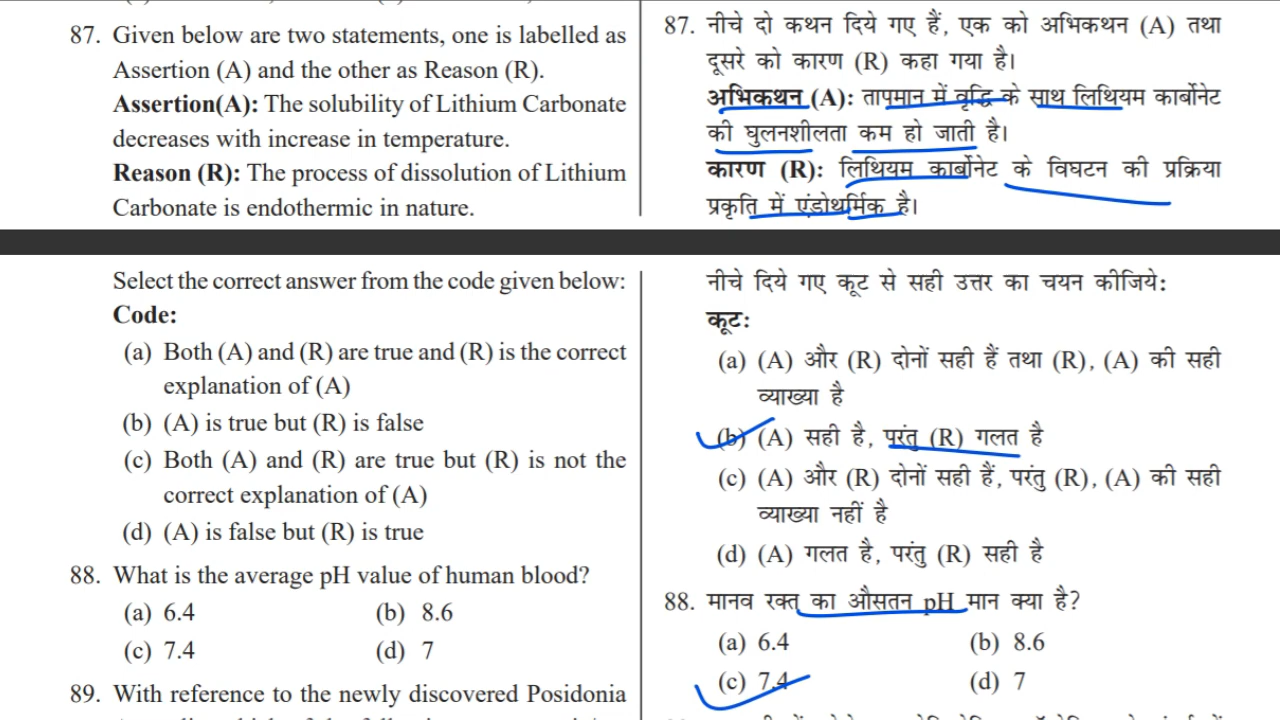 87. Given below are two statements, one is labelled as
Assertion (A) and the other as Reason (R).
Assertion(A): The solubility of Lithium Carbonate
decreases with increase in temperature.
Reason (R): The process of dissolution of Lithium
Carbonate is endothermic in nature.
Select the correct answer from the code given below:
Code:
(a) Both (A) and (R) are true and (R) is the correct
explanation of (A)
(b) (A) is true but (R) is false
(c) Both (A) and (R) are true but (R) is not the
correct explanation of (A)
(d) (A) is false but (R) is true
88. What is the average pH value of human blood?
(a) 6.4 (b) 8.6
(c) 7.4 (d) 7
89. With reference to the newly discovered Posidonia
87. नीचे दो कथन दिये गए हैं, एक को अभिकथन (A) तथा
दूसरे को कारण (R) कहा गया है।
अभिकथन (A): तापमान में वृद्धि के साथ लिथियम कार्बोनेट
की घुलनशीलता कम हो जाती है।
कारण (R): लिथियम कार्बोनेट के विघटन की प्रक्रिया
प्रकृति में एंडोथर्मिक है।
नीचे दिये गए कूट से सही उत्तर का चयन कीजिये:
कूट:
(a) (A) और (R) दोनों सही हैं तथा (R), (A) की सही
व्याख्या है
(b) (A) सही है, परंतु (R) गलत है
(c) (A) और (R) दोनों सही हैं, परंतु (R), (A) की सही
व्याख्या नहीं है
(d) (A) गलत है, परंतु (R) सही है
88. मानव रक्त का औसतन pH मान क्या है?
(a) 6.4 (b) 8.6
(c) 7.4 (d) 7